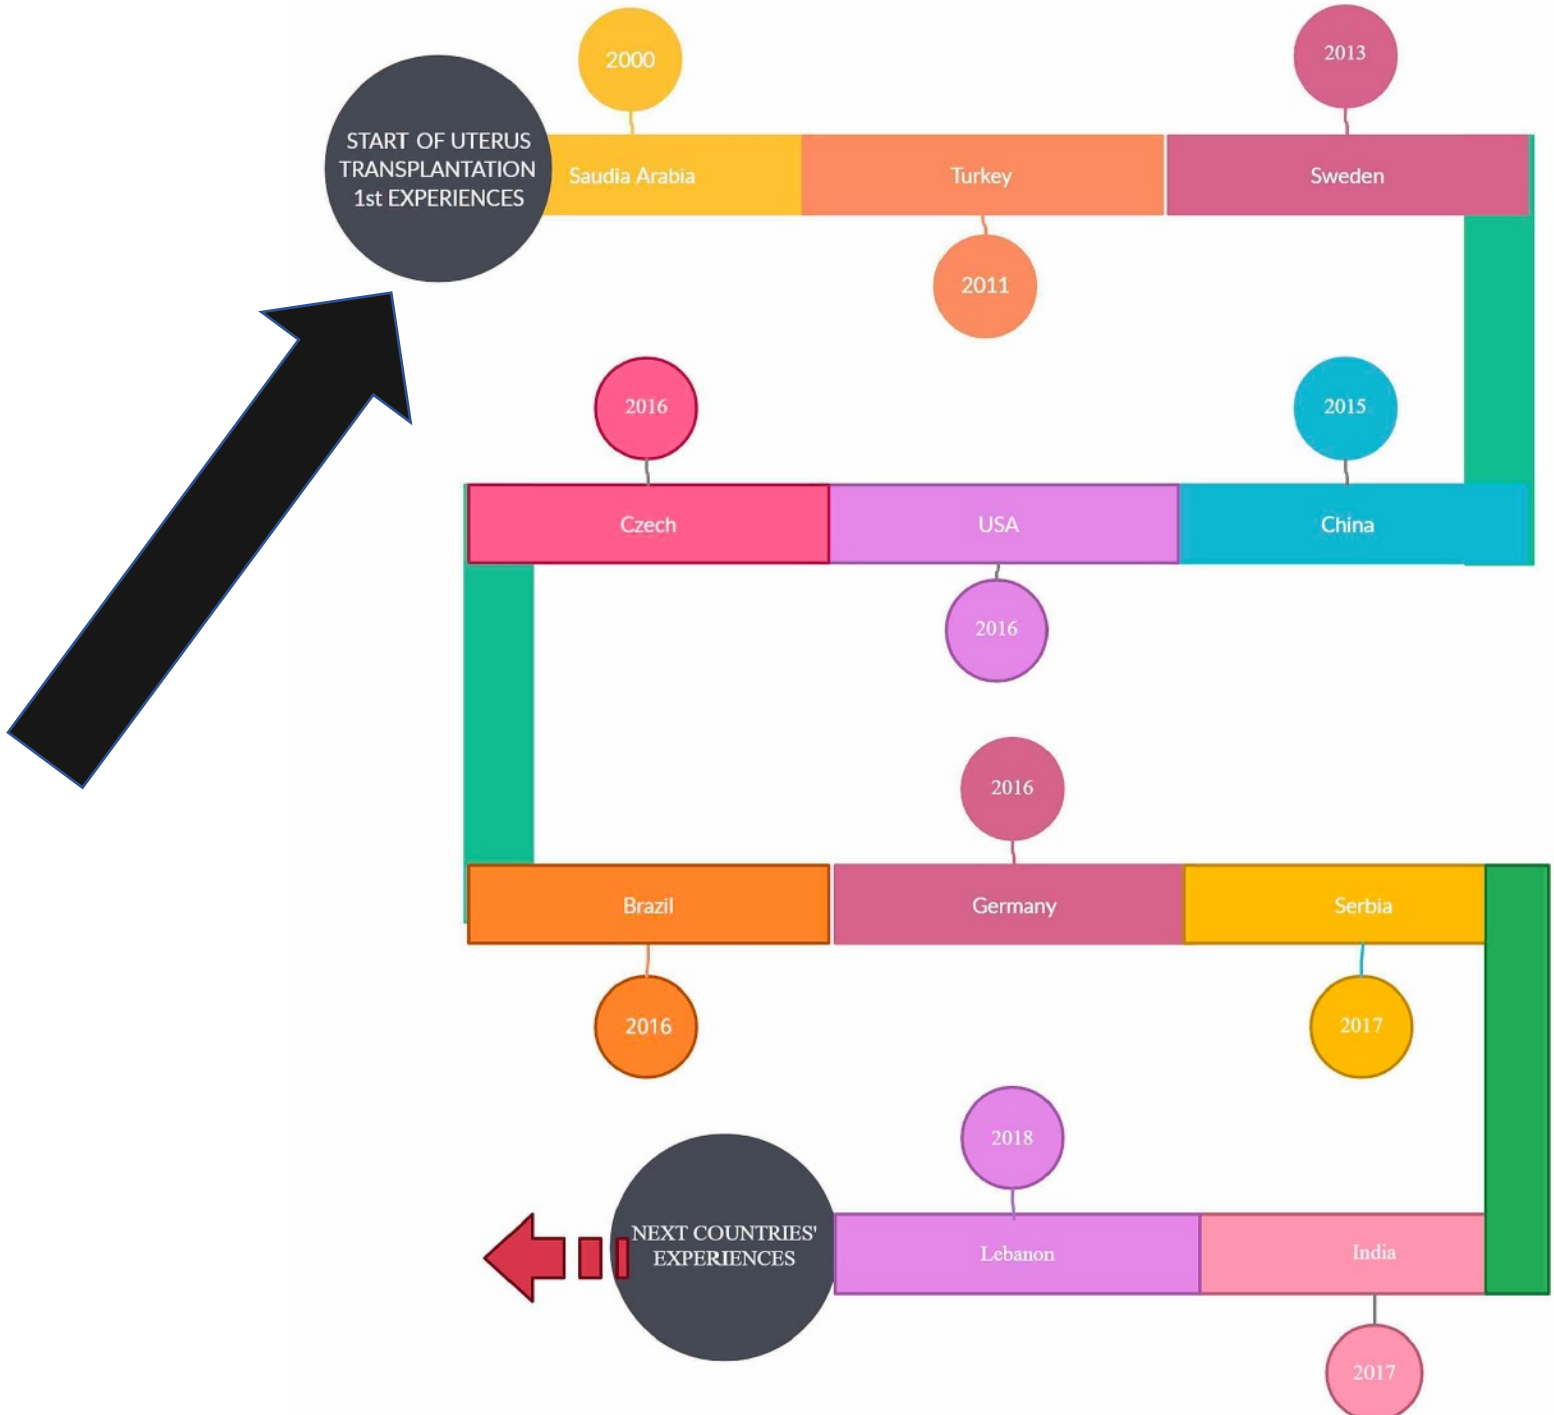 START OF UTERUS
TRANSPLANTATION
1st EXPERIENCES
2000
Saudia Arabia
Turkey
2011
2013
Sweden
2015
China
USA
2016
2016
Czech
Brazil
2016
2016
Germany
Serbia
2017
India
2017
2018
Lebanon
NEXT COUNTRIES'
EXPERIENCES